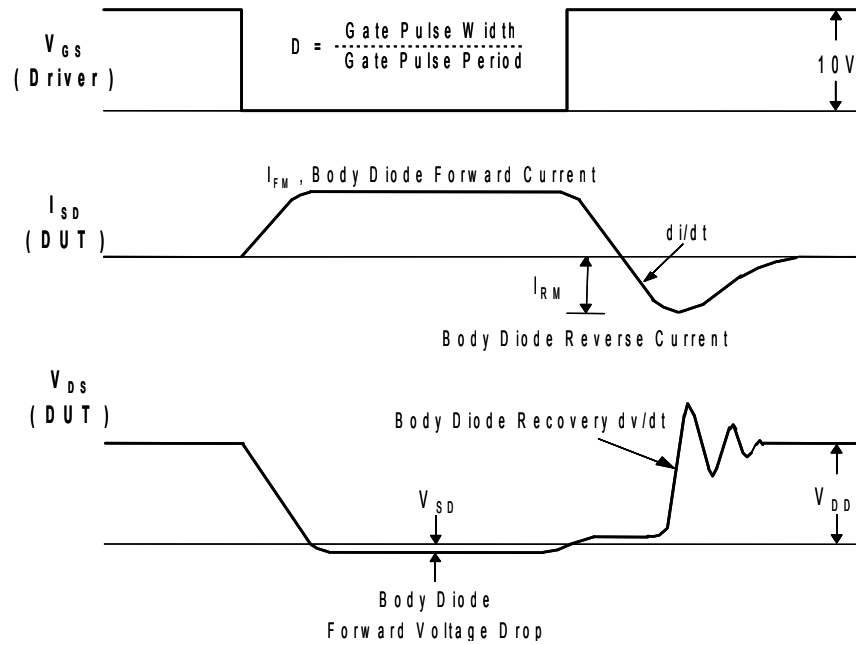 V GS
( Driver )
D = Gate Pulse Width
Gate Pulse Period
10V
I FM , Body Diode Forward Current
I SD
( DUT )
di/dt
I RM
Body Diode Reverse Current
V DS
( DUT )
Body Diode Recovery dv/dt
V SD
V DD
Body Diode
Forward Voltage Drop